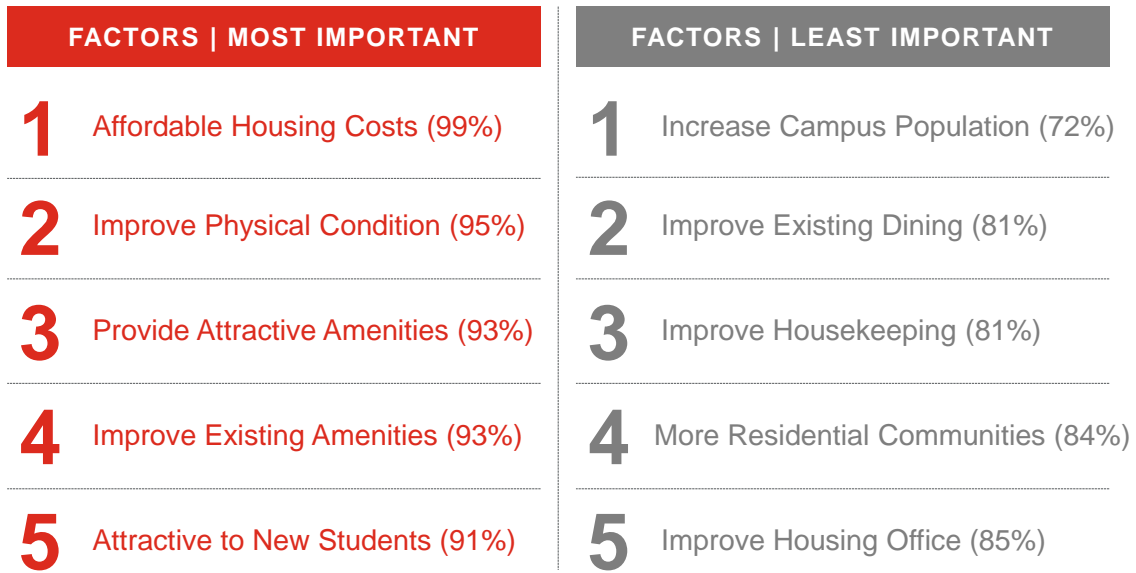 FACTORS | MOST IMPORTANT
1 Affordable Housing Costs (99%)
2 Improve Physical Condition (95%)
3 Provide Attractive Amenities (93%)
4 Improve Existing Amenities (93%)
5 Attractive to New Students (91%)
FACTORS | LEAST IMPORTANT
1 Increase Campus Population (72%)
2 Improve Existing Dining (81%)
3 Improve Housekeeping (81%)
4 More Residential Communities (84%)
5 Improve Housing Office (85%)